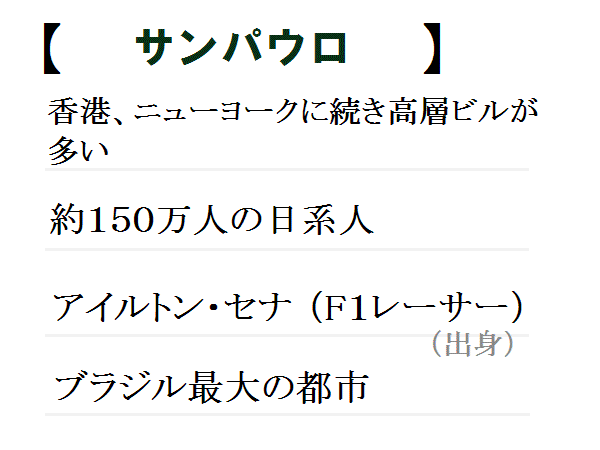 【 サンパウロ 】
香港、ニューヨークに続き高層ビルが
多い
約150万人の日系人
アイルトン・セナ（F1レーサー）
（出身）
ブラジル最大の都市